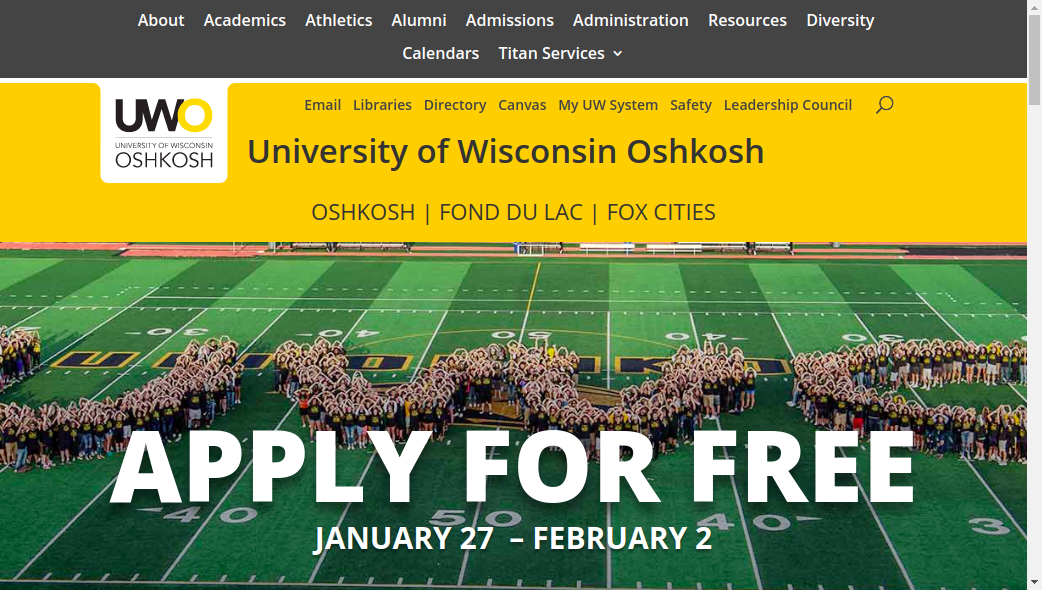 About Academics Athletics Alumni Admissions Administration Resources Diversity
Calendars Titan Services
Email Libraries Directory Canvas My UW System Safety Leadership Council
UWO
UNIVERSITY OF WISCONSIN
OSHKOSH
University of Wisconsin Oshkosh
OSHKOSH | FOND DU LAC | FOX CITIES
APPLY FOR FREE
JANUARY 27 – FEBRUARY 2